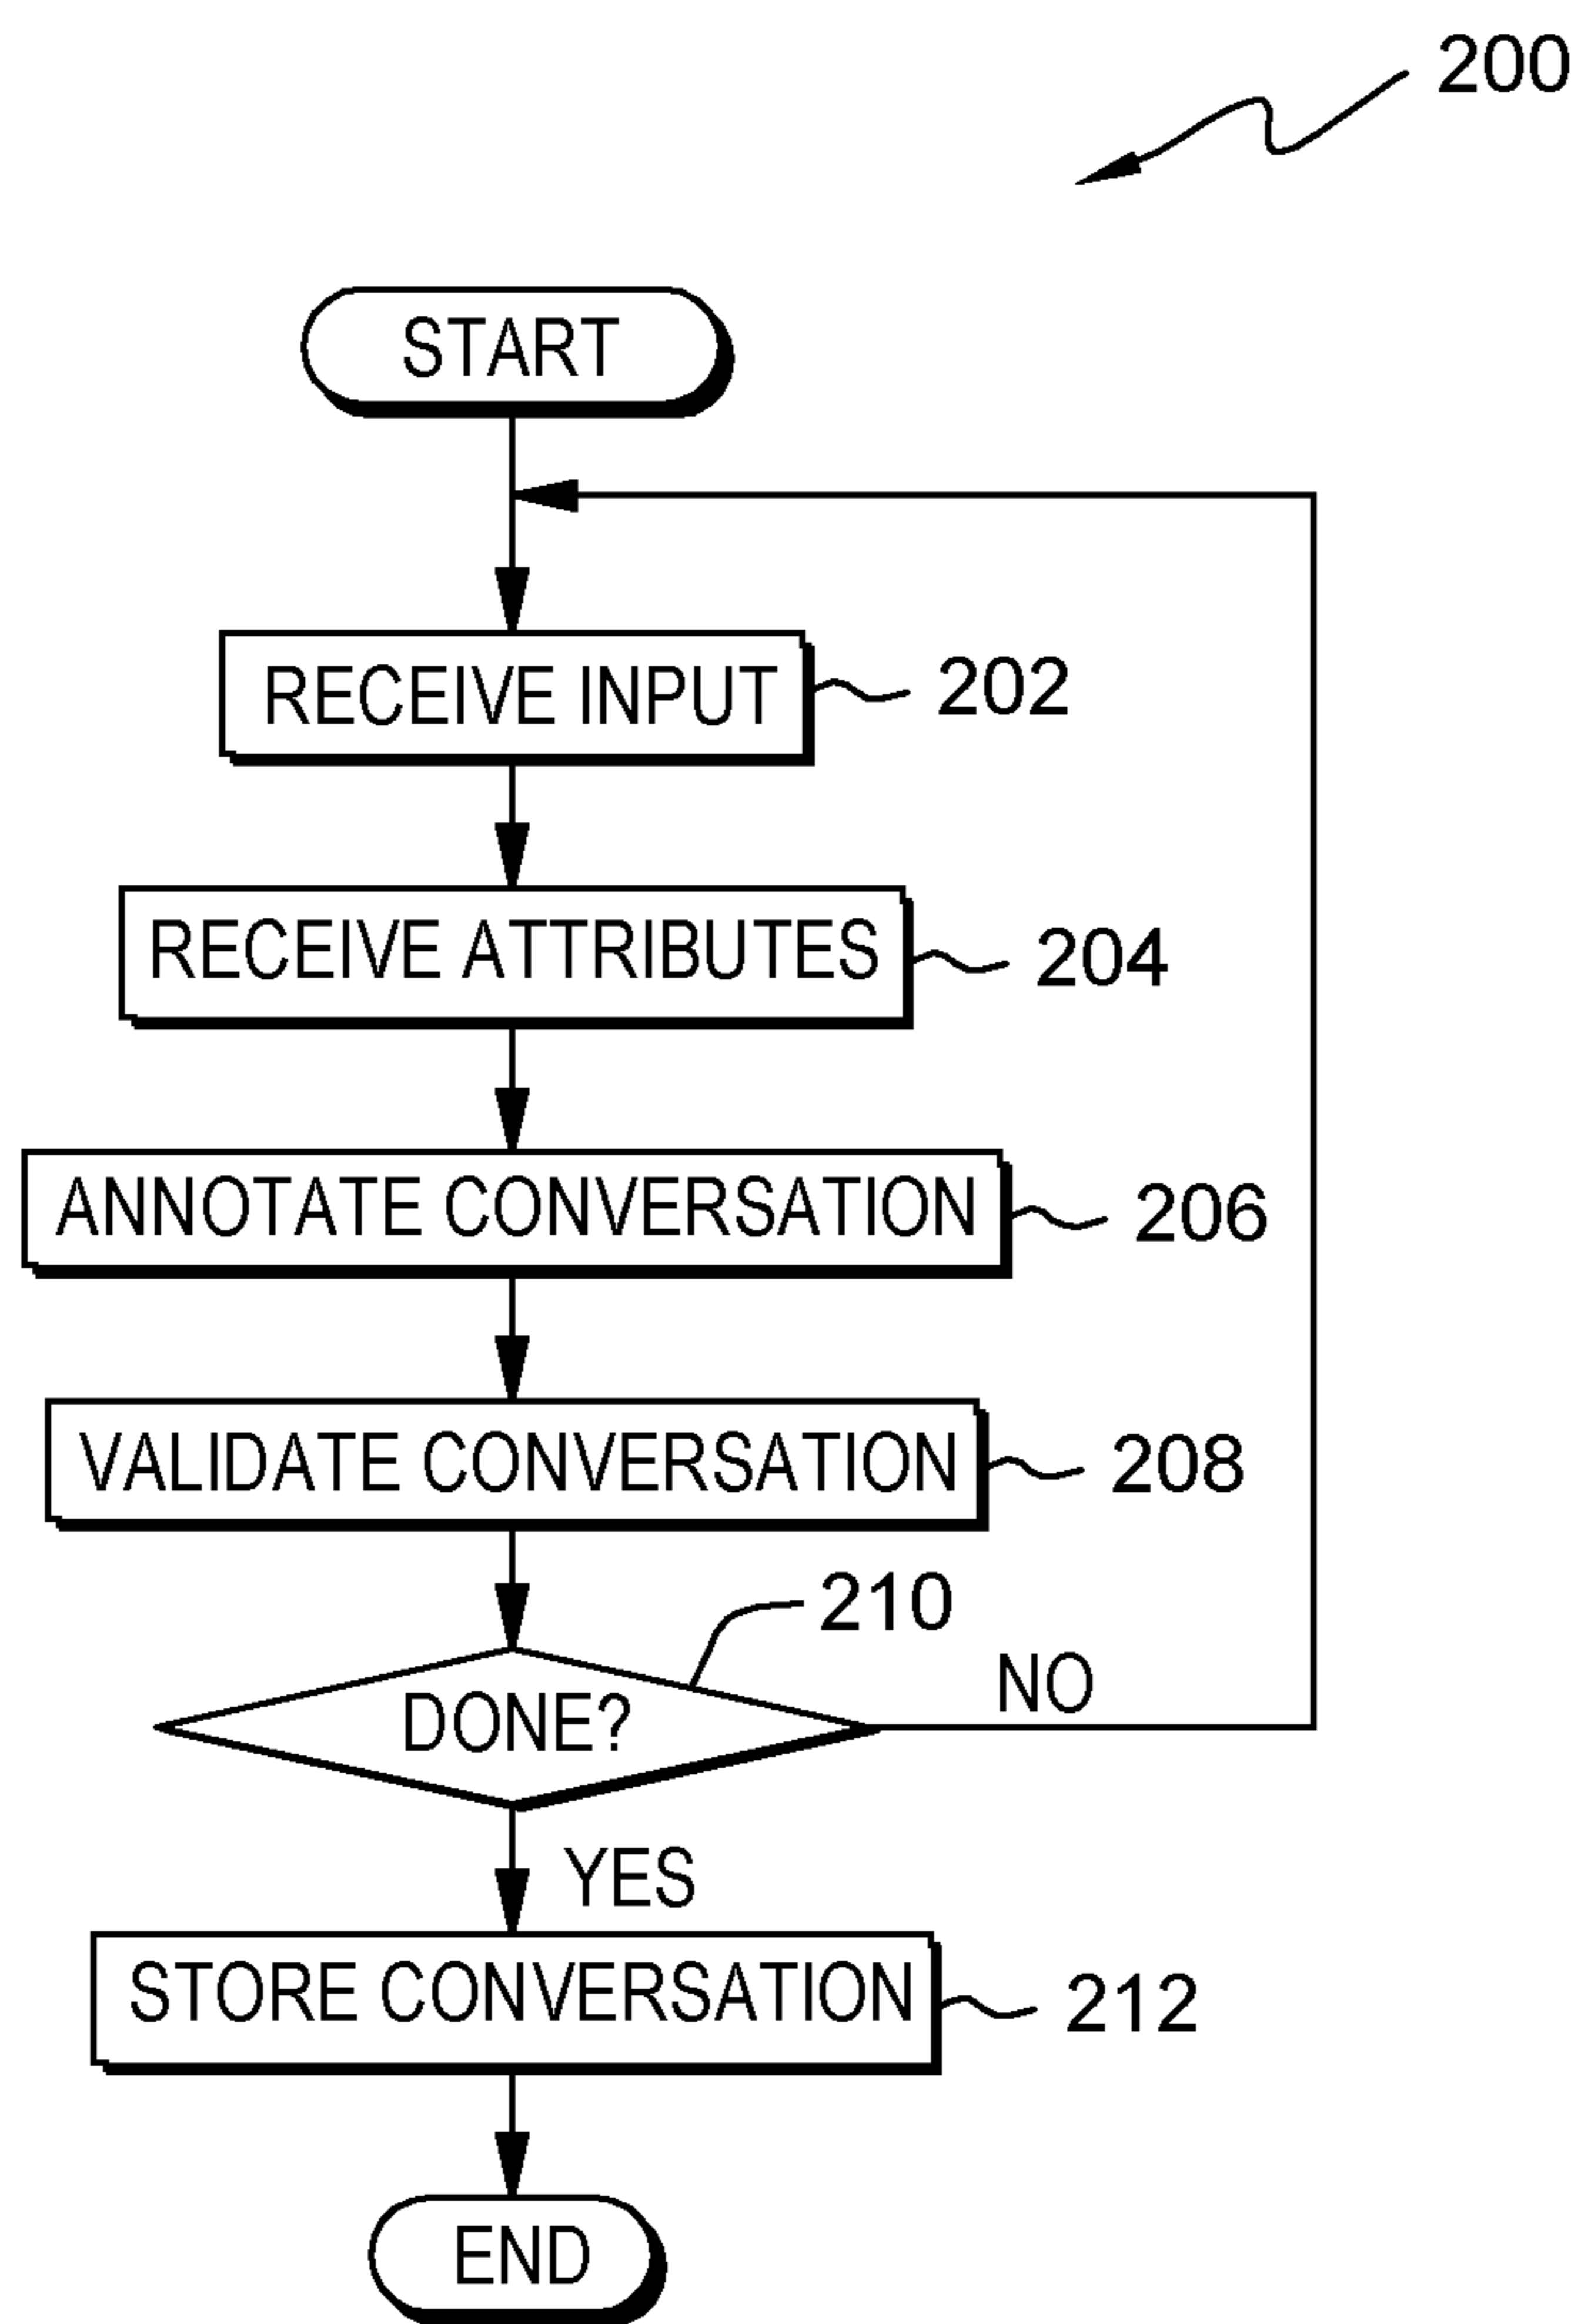 200
START
RECEIVE INPUT
202
RECEIVE ATTRIBUTES
204
ANNOTATE CONVERSATION
206
VALIDATE CONVERSATION
208
210
DONE?
NO
YES
STORE CONVERSATION
212
END